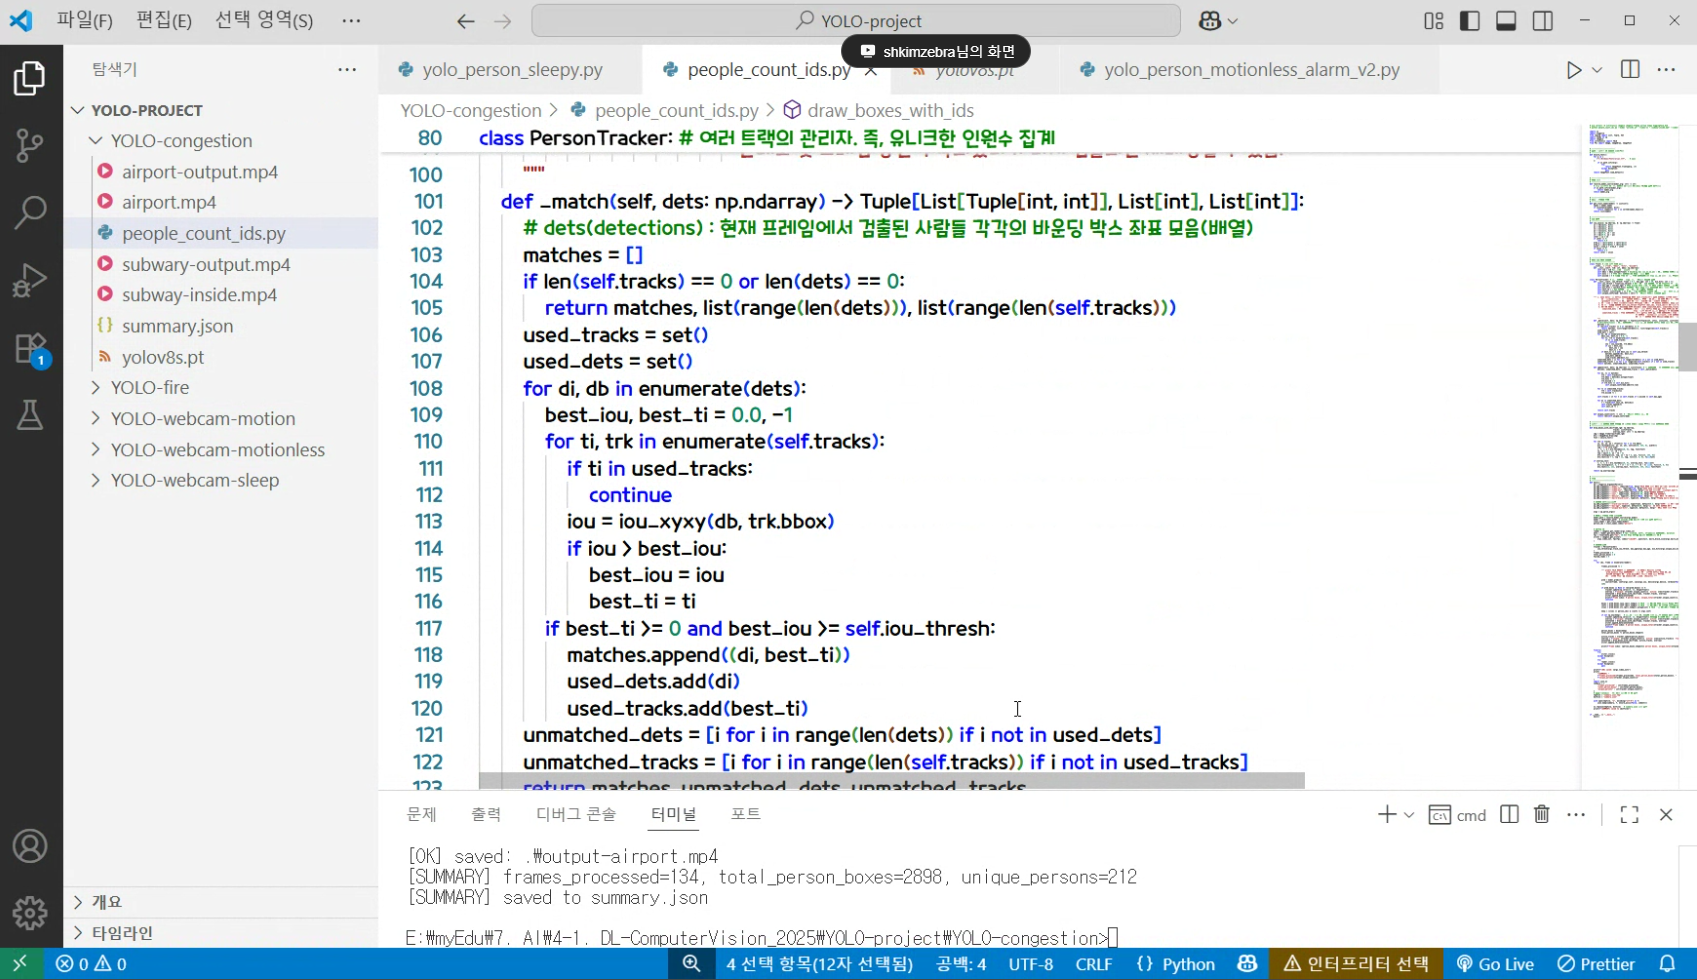 파일(F) 편집(E) 선택 영역(S) ··· YOLO-project
shkimzebra님의 화면
탐색기 ···
yolo_person_sleepy.py people_count_ids.py yolov8s.pt yolo_person_motionless_alarm_v2.py
YOLO-PROJECT
YOLO-congestion
airport-output.mp4
airport.mp4
people_count_ids.py
subwary-output.mp4
subway-inside.mp4
summary.json
yolov8s.pt
YOLO-fire
YOLO-webcam-motion
YOLO-webcam-motionless
YOLO-webcam-sleep
개요
타임라인
1
YOLO-congestion > people_count_ids.py > draw_boxes_with_ids
80 class PersonTracker: # 여러 트랙의 관리자. 즉, 유니크한 인원수 집계
100 """
101 def _match(self, dets: np.ndarray) -> Tuple[List[Tuple[int, int]], List[int], List[int]]:
102 # dets(detections) : 현재 프레임에서 검출된 사람들 각각의 바운딩 박스 좌표 모음(배열)
103 matches = []
104 if len(self.tracks) == 0 or len(dets) == 0:
105 return matches, list(range(len(dets))), list(range(len(self.tracks)))
106 used_tracks = set()
107 used_dets = set()
108 for di, db in enumerate(dets):
109 best_iou, best_ti = 0.0, -1
110 for ti, trk in enumerate(self.tracks):
111 if ti in used_tracks:
112 continue
113 iou = iou_xyxy(db, trk.bbox)
114 if iou > best_iou:
115 best_iou = iou
116 best_ti = ti
117 if best_ti >= 0 and best_iou >= self.iou_thresh:
118 matches.append((di, best_ti))
119 used_dets.add(di)
120 used_tracks.add(best_ti)
121 unmatched_dets = [i for i in range(len(dets)) if i not in used_dets]
122 unmatched_tracks = [i for i in range(len(self.tracks)) if i not in used_tracks]
123 return matches, unmatched_dets, unmatched_tracks
문제 출력 디버그 콘솔 터미널 포트 cmd
[OK] saved: .₩output-airport.mp4
[SUMMARY] frames_processed=134, total_person_boxes=2898, unique_persons=212
[SUMMARY] saved to summary.json
E:₩myEdu₩7. AI₩4-1. DL-ComputerVision_2025₩YOLO-project₩YOLO-congestion>
0 0 4 선택 항목(12자 선택됨) 공백: 4 UTF-8 CRLF {} Python 인터프리터 선택 Go Live Prettier